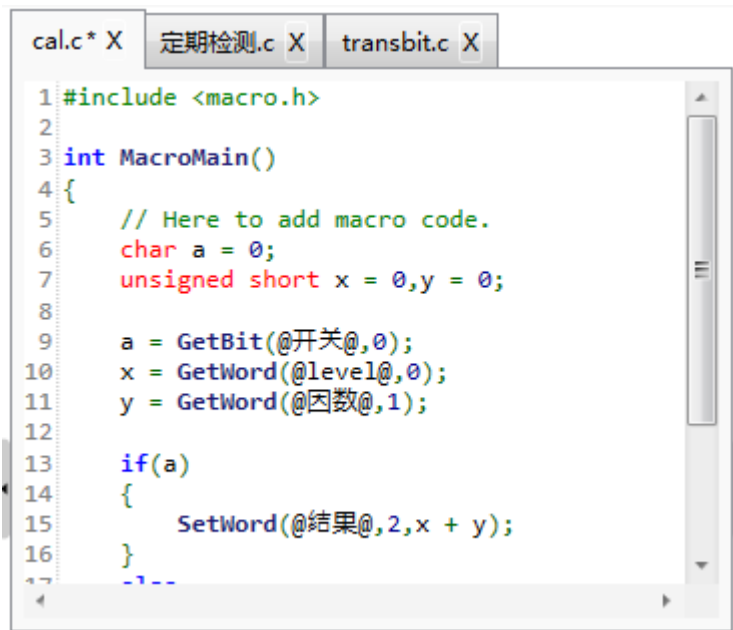 cal.c* X 定期检测.c X transbit.c X
1 #include <macro.h>
2
3 int MacroMain()
4 {
5 // Here to add macro code.
6 char a = 0;
7 unsigned short x = 0,y = 0;
8
9 a = GetBit(@开关@,0);
10 x = GetWord(@level@,0);
11 y = GetWord(@因数@,1);
12
13 if(a)
14 {
15 SetWord(@结果@,2,x + y);
16 }
17 else